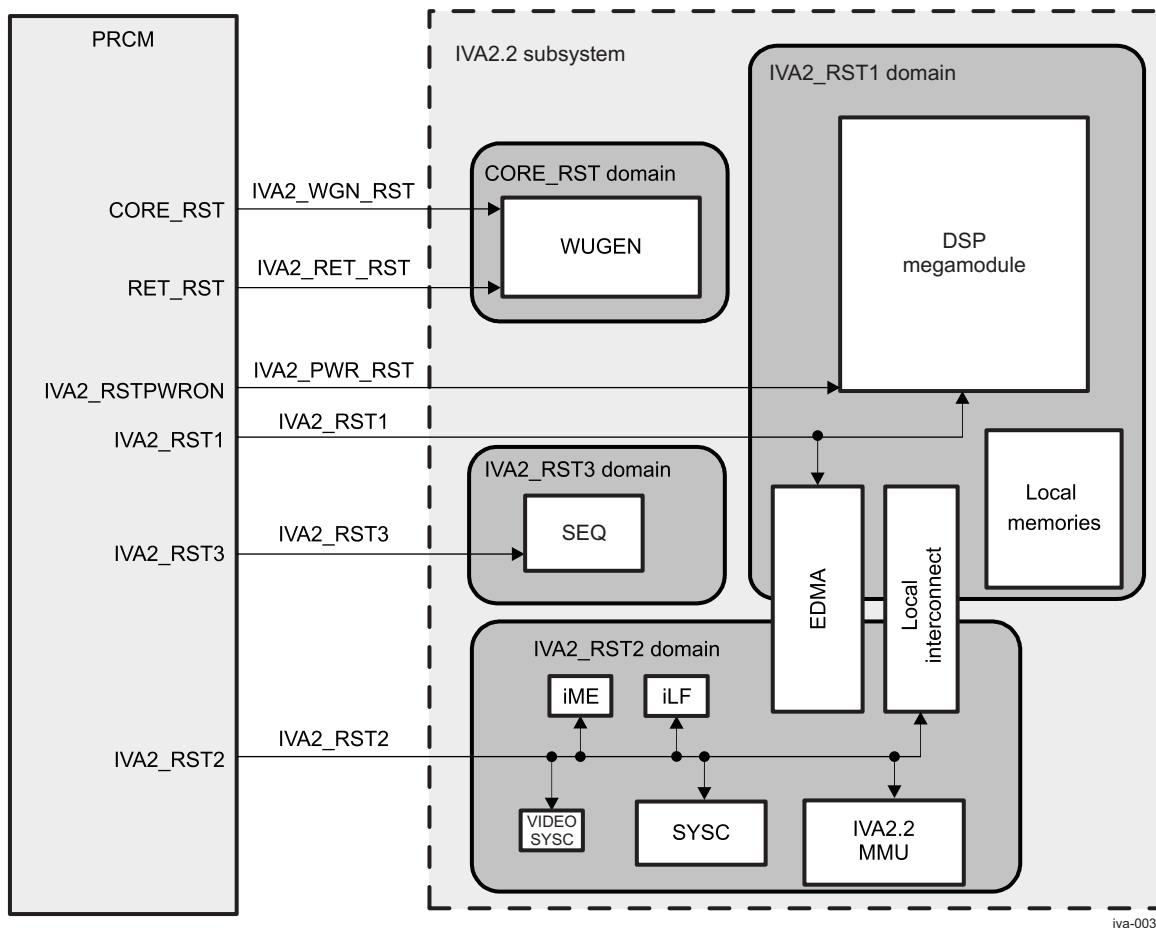 PRCM
IVA2.2 subsystem
IVA2_RST1 domain
CORE_RST domain
IVA2_WGN_RST
CORE_RST
WUGEN
DSP
megamodule
IVA2_RET_RST
RET_RST
IVA2_PWR_RST
IVA2_RSTPWRON
IVA2_RST1
IVA2_RST1
IVA2_RST3 domain
Local
memories
IVA2_RST3
SEQ
IVA2_RST3
EDMA
Local
interconnect
IVA2_RST2 domain
iME
iLF
IVA2_RST2
IVA2_RST2
VIDEO
SYSC
SYSC
IVA2.2
MMU
iva-003